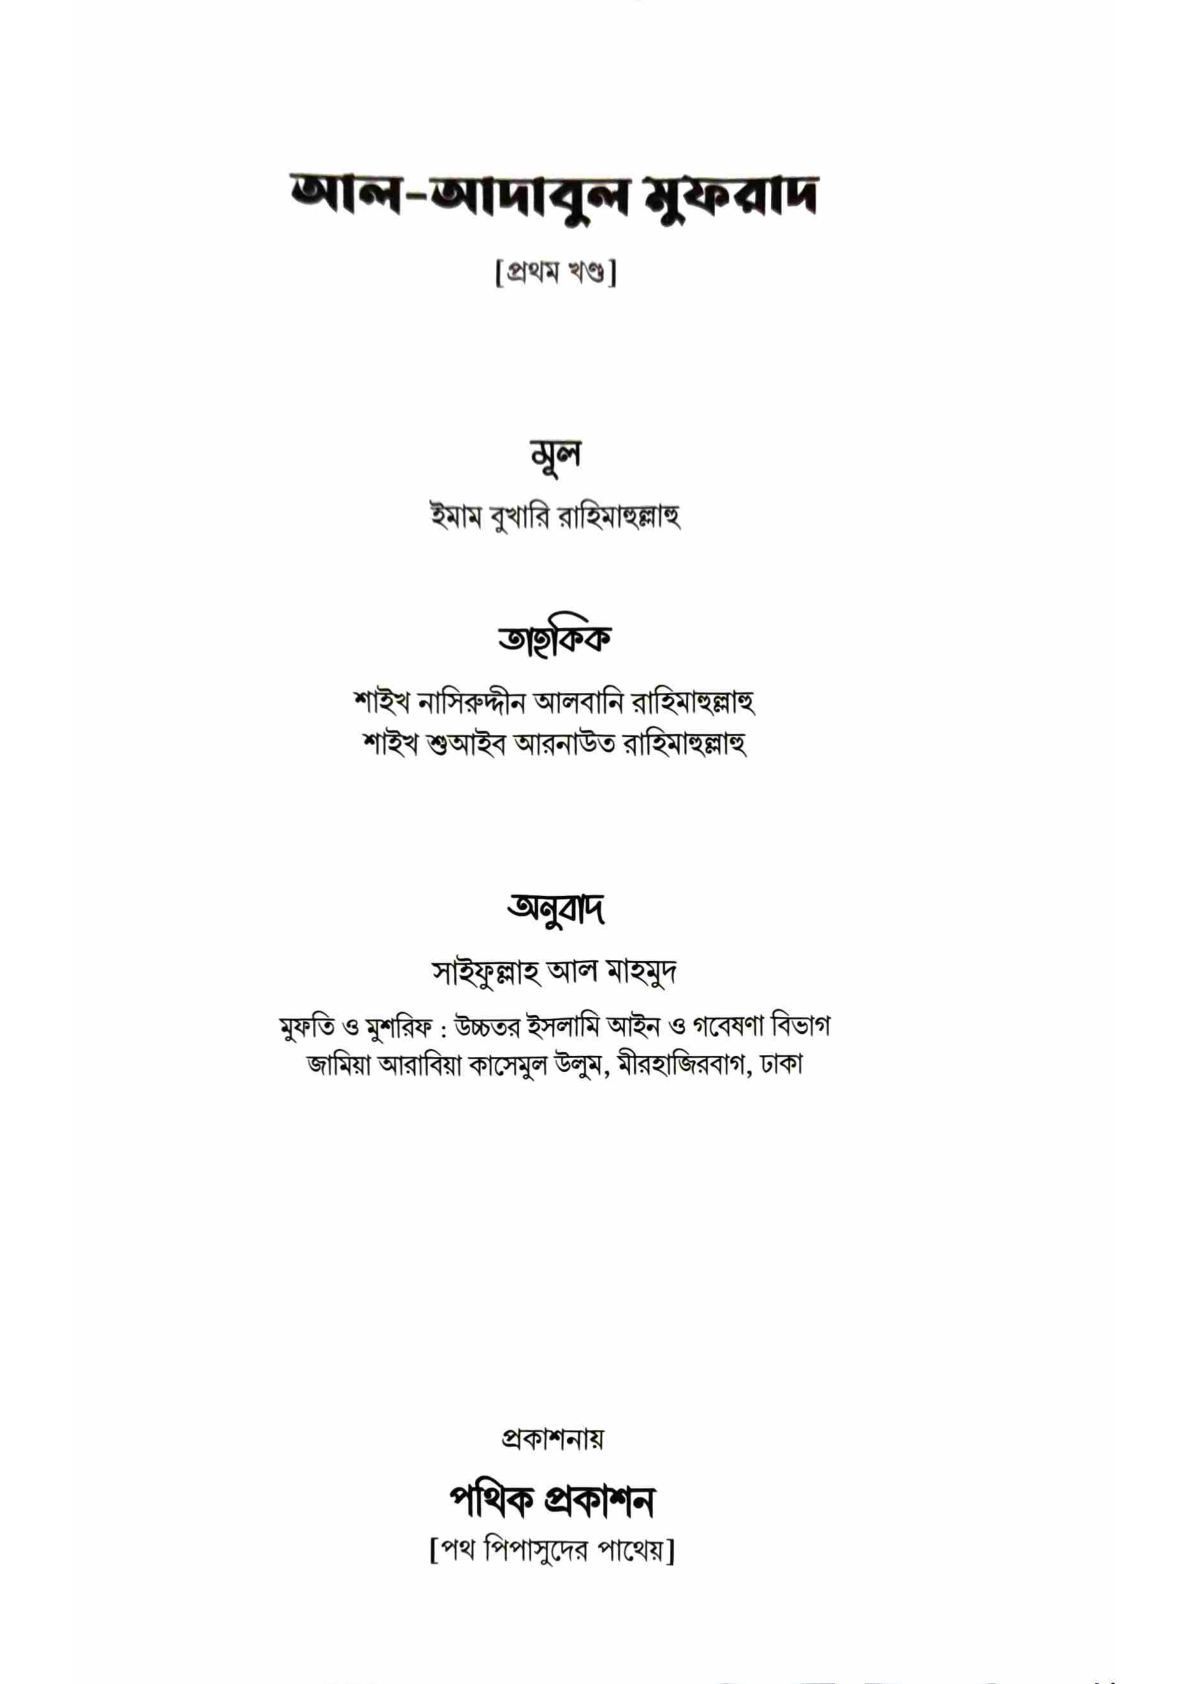 আল-আদাবুল মুফরাদ
[প্রথম খণ্ড]
মূল
ইমাম বুখারি রাহিমাহুল্লাহু
তাহকিক
শাইখ নাসিরুদ্দীন আলবানি রাহিমাহুল্লাহু
শাইখ শুআইব আরনাউত রাহিমাহুল্লাহু
অনুবাদ
সাইফুল্লাহ আল মাহমুদ
মুফতি ও মুশরিফ : উচ্চতর ইসলামি আইন ও গবেষণা বিভাগ
জামিয়া আরাবিয়া কাসেমুল উলুম, মীরহাজিরবাগ, ঢাকা
প্রকাশনায়
পথিক প্রকাশন
[পথ পিপাসুদের পাথেয়]